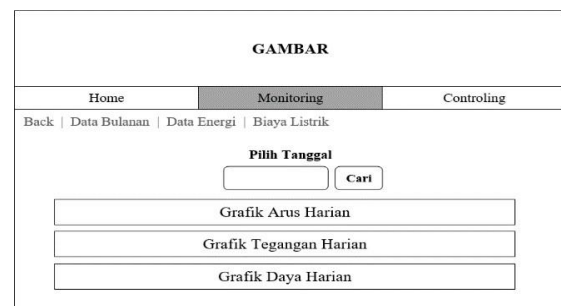 GAMBAR
Home Monitoring Controling
Back | Data Bulanan | Data Energi | Biaya Listrik
Pilih Tanggal
Cari
Grafik Arus Harian
Grafik Tegangan Harian
Grafik Daya Harian